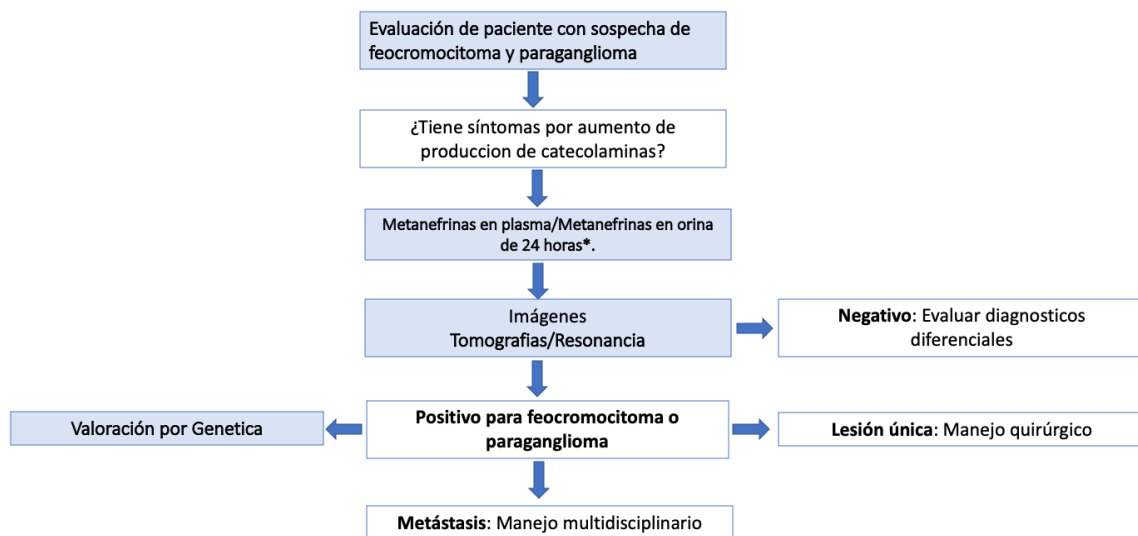 Evaluación de paciente con sospecha de
feocromocitoma y paraganglioma
¿Tiene síntomas por aumento de
produccion de catecolaminas?
Metanefrinas en plasma/Metanefrinas en orina
de 24 horas*.
Imágenes
Tomografias/Resonancia
Negativo: Evaluar diagnosticos
diferenciales
Valoración por Genetica
Positivo para feocromocitoma o
paraganglioma
Lesión única: Manejo quirúrgico
Metástasis: Manejo multidisciplinario